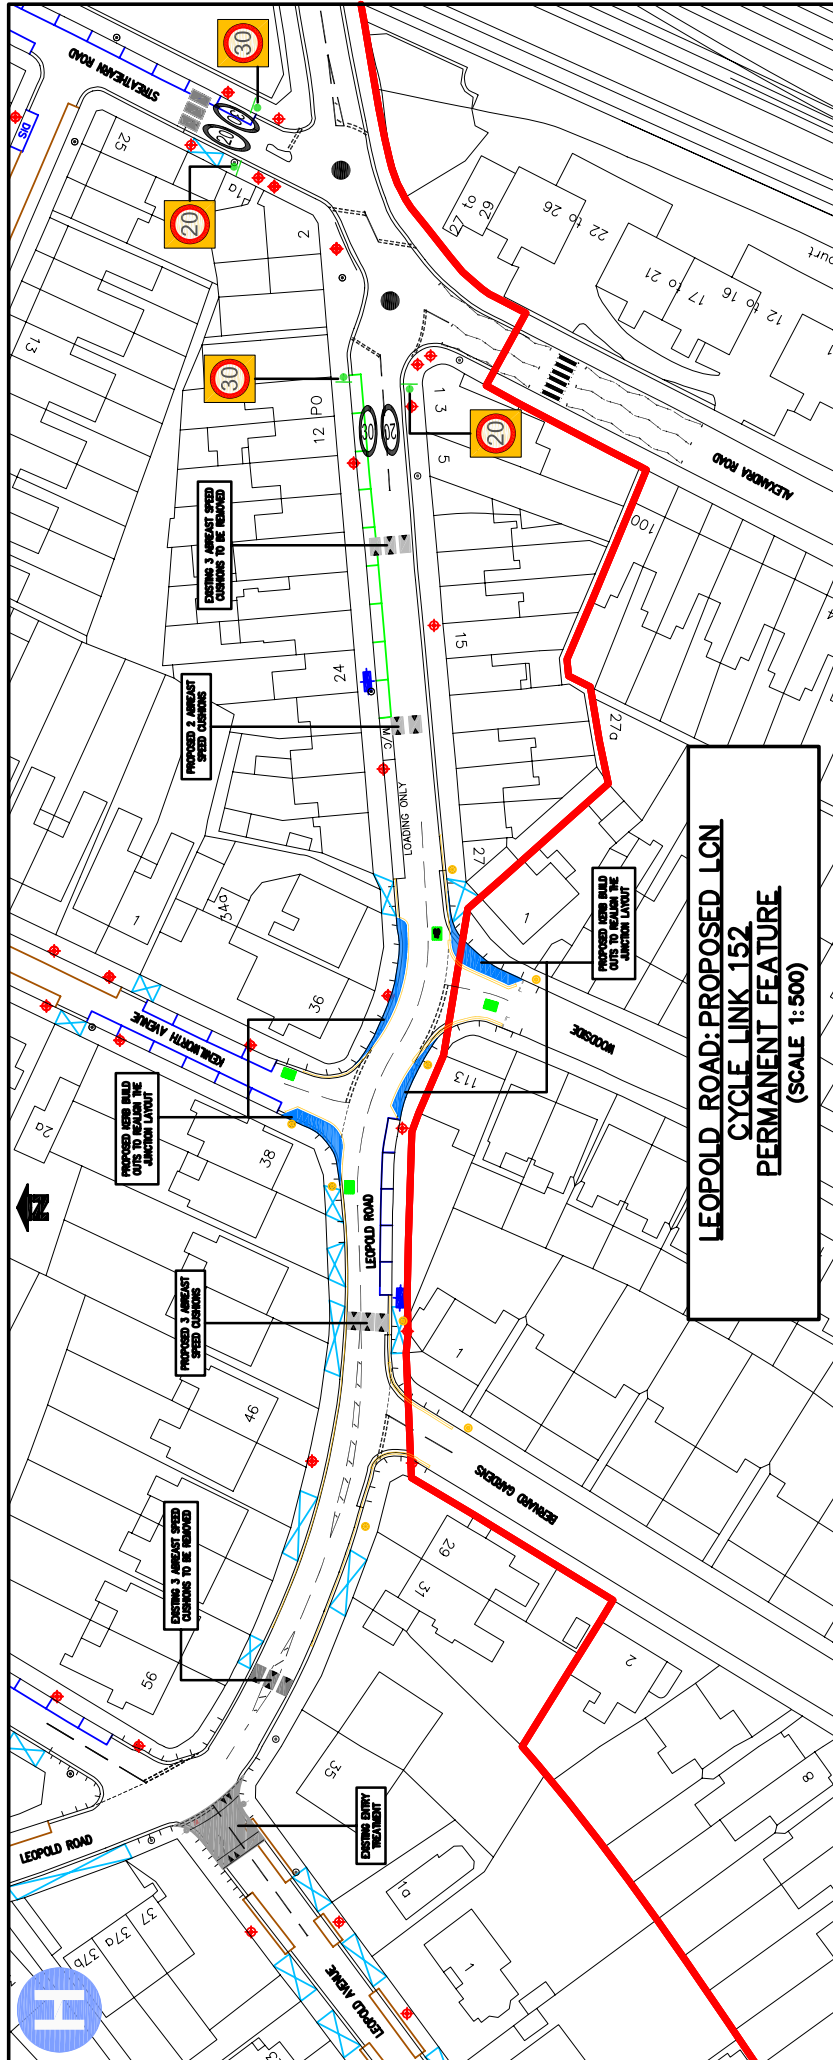 STREATHEARN ROAD
30
DIS
25
30
20
1a
20
2
27 to
29
22 to 26
17 to 21
12 to 16
ourt
13
30
12 PO
30
20
1
3
5
20
ALEXANDRA ROAD
EXISTING 3 ABREAST SPEED
CUSHIONS TO BE REMOVED
100
15
24
27a
PROPOSED 2 ABREAST
SPEED CUSHIONS
M/C
LOADING ONLY
27
1
34a
1
36
PROPOSED KERB BUILD
OUTS TO REALIGN THE
JUNCTION LAYOUT
KENILWORTH AVENUE
WOODSIDE
PROPOSED KERB BUILD
OUTS TO REALIGN THE
JUNCTION LAYOUT
113
2a
38
N
LEOPOLD ROAD
PROPOSED 3 ABREAST
SPEED CUSHIONS
1
46
BERNARD GARDENS
EXISTING 3 ABREAST SPEED
CUSHIONS TO BE REMOVED
29
31
2
56
35
8
EXISTING ENTRY
TREATMENT
LEOPOLD ROAD
1a
37
37a
37b
1
LEOPOLD AVENUE
H
LEOPOLD ROAD: PROPOSED LCN
CYCLE LINK 152
PERMANENT FEATURE
(SCALE 1:500)